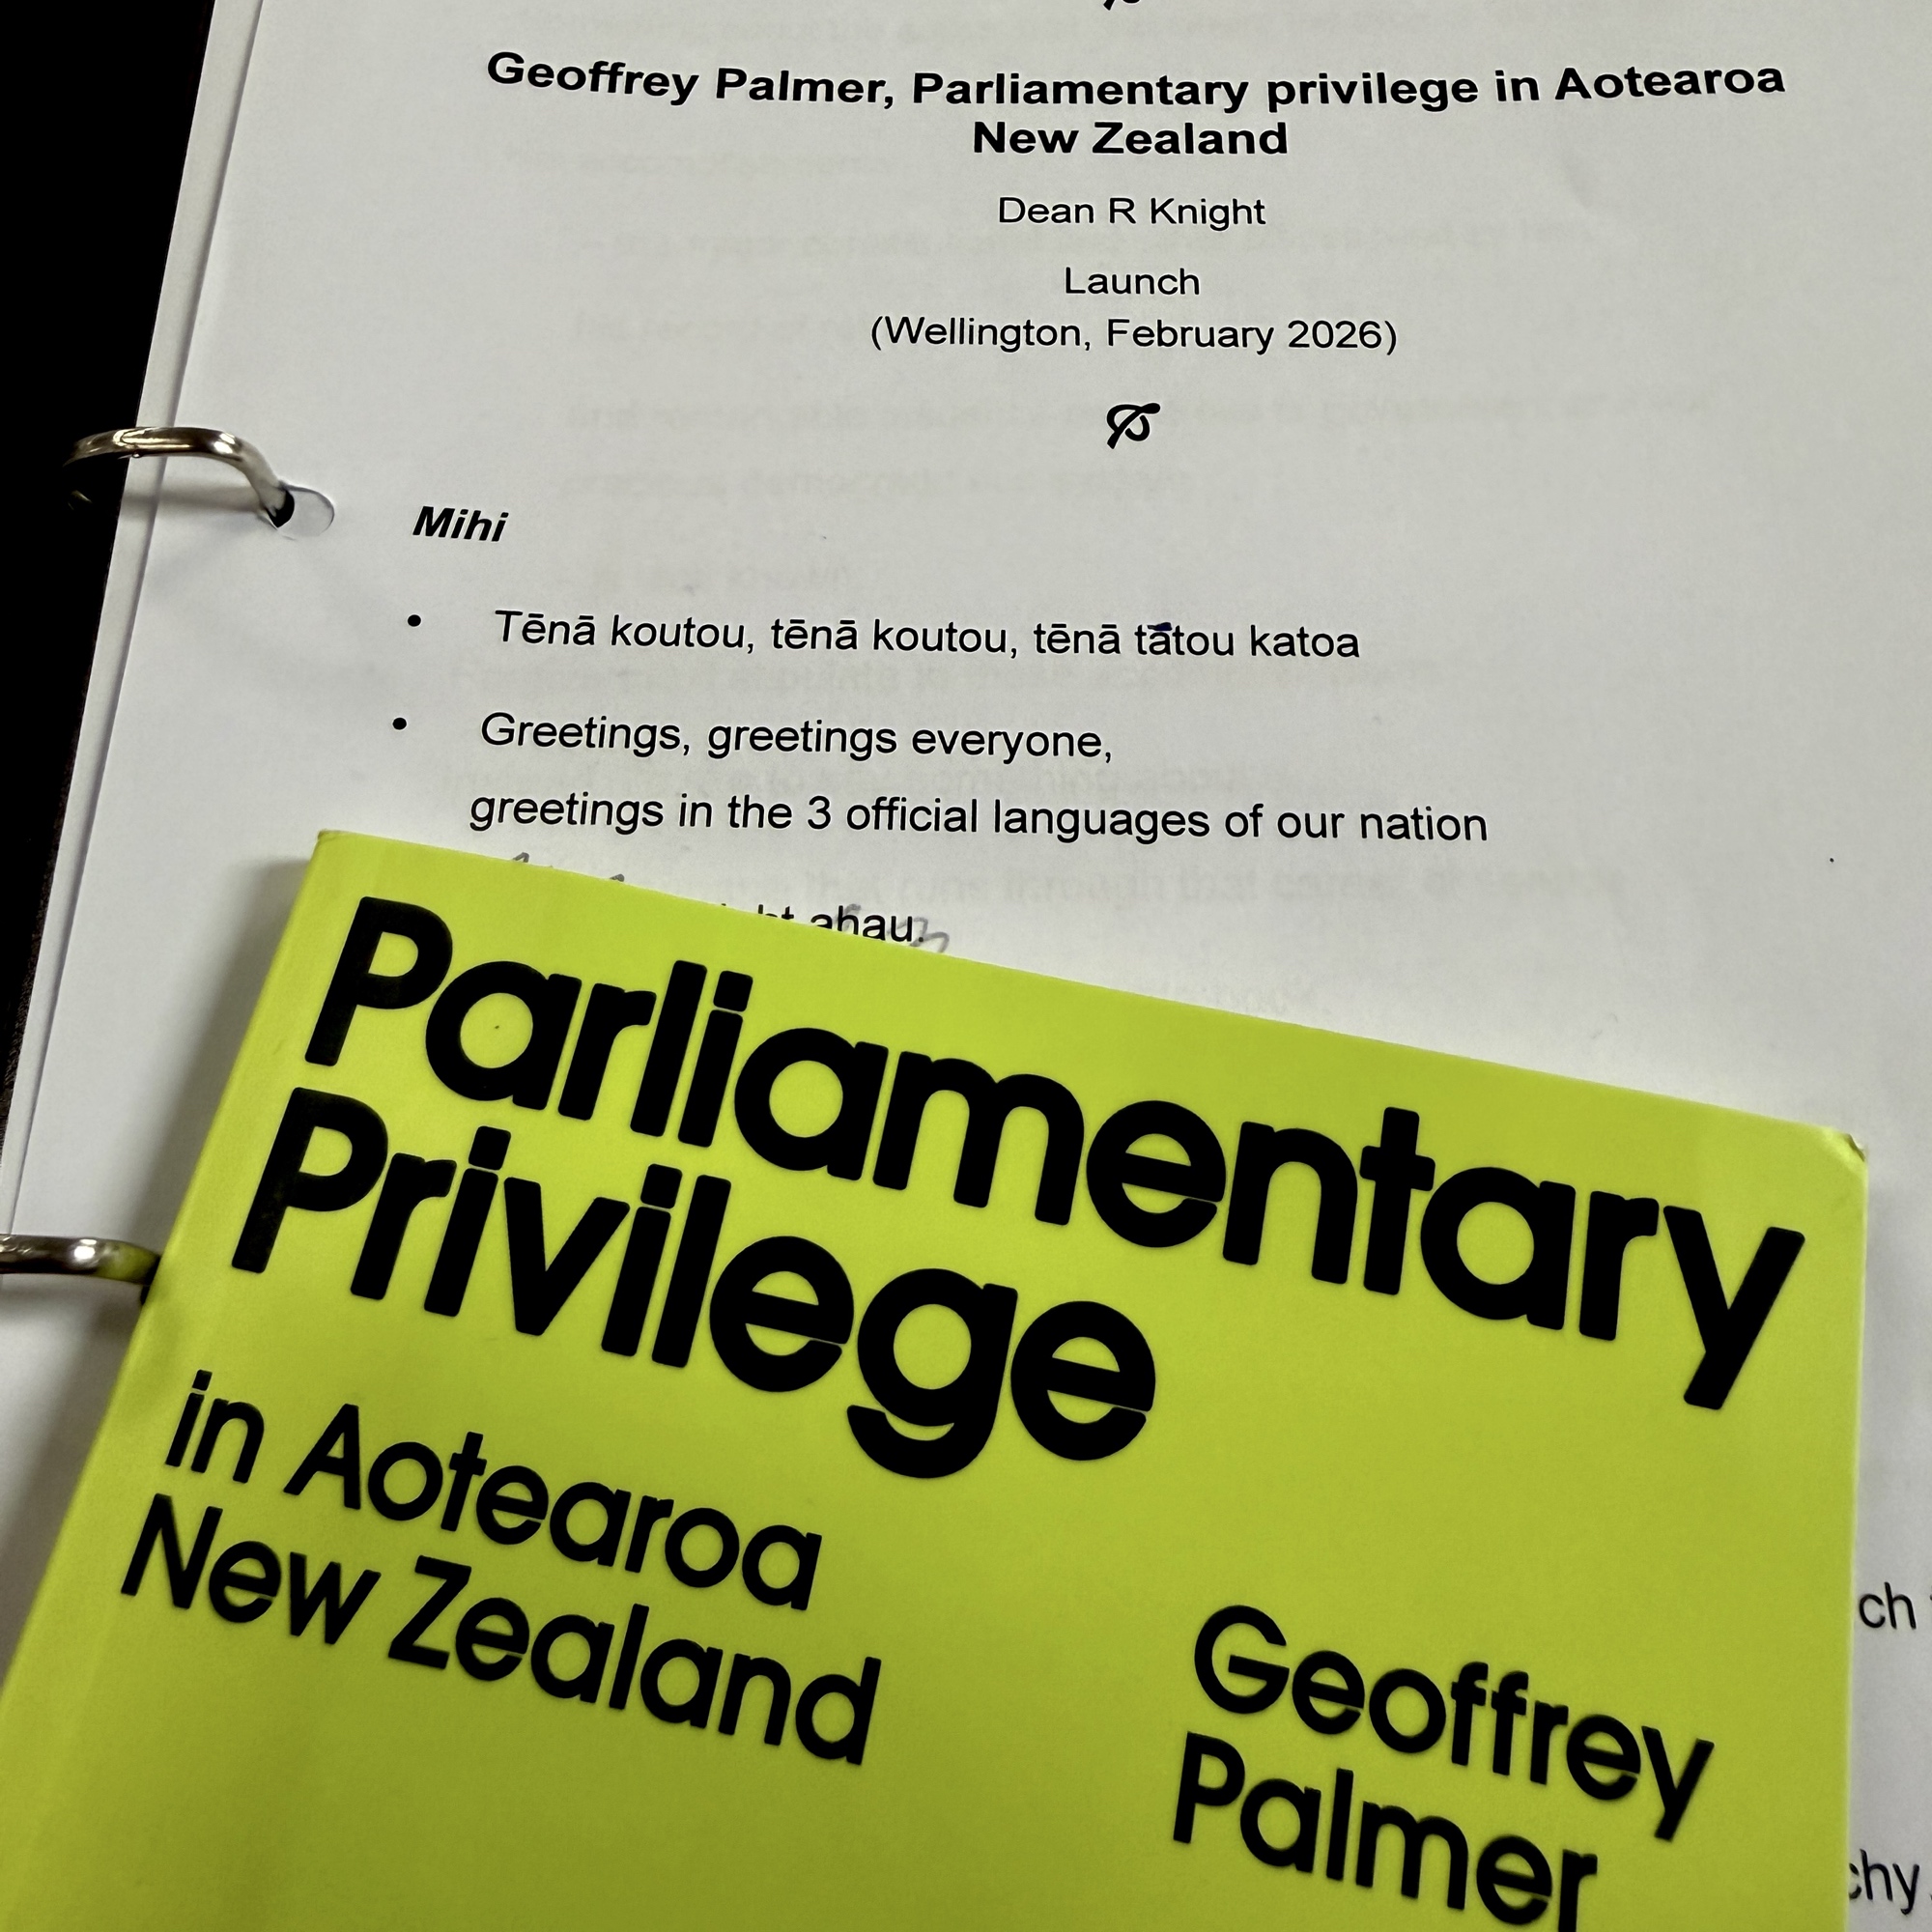 Geoffrey Palmer, Parliamentary privilege in Aotearoa
New Zealand
Dean R Knight
Launch
(Wellington, February 2026)
Mihi
• Tēnā koutou, tēnā koutou, tēnā tātou katoa
• Greetings, greetings everyone,
greetings in the 3 official languages of our nation
ahau.
Parliamentary
Privilege
in Aotearoa
New Zealand
Geoffrey
Palmer